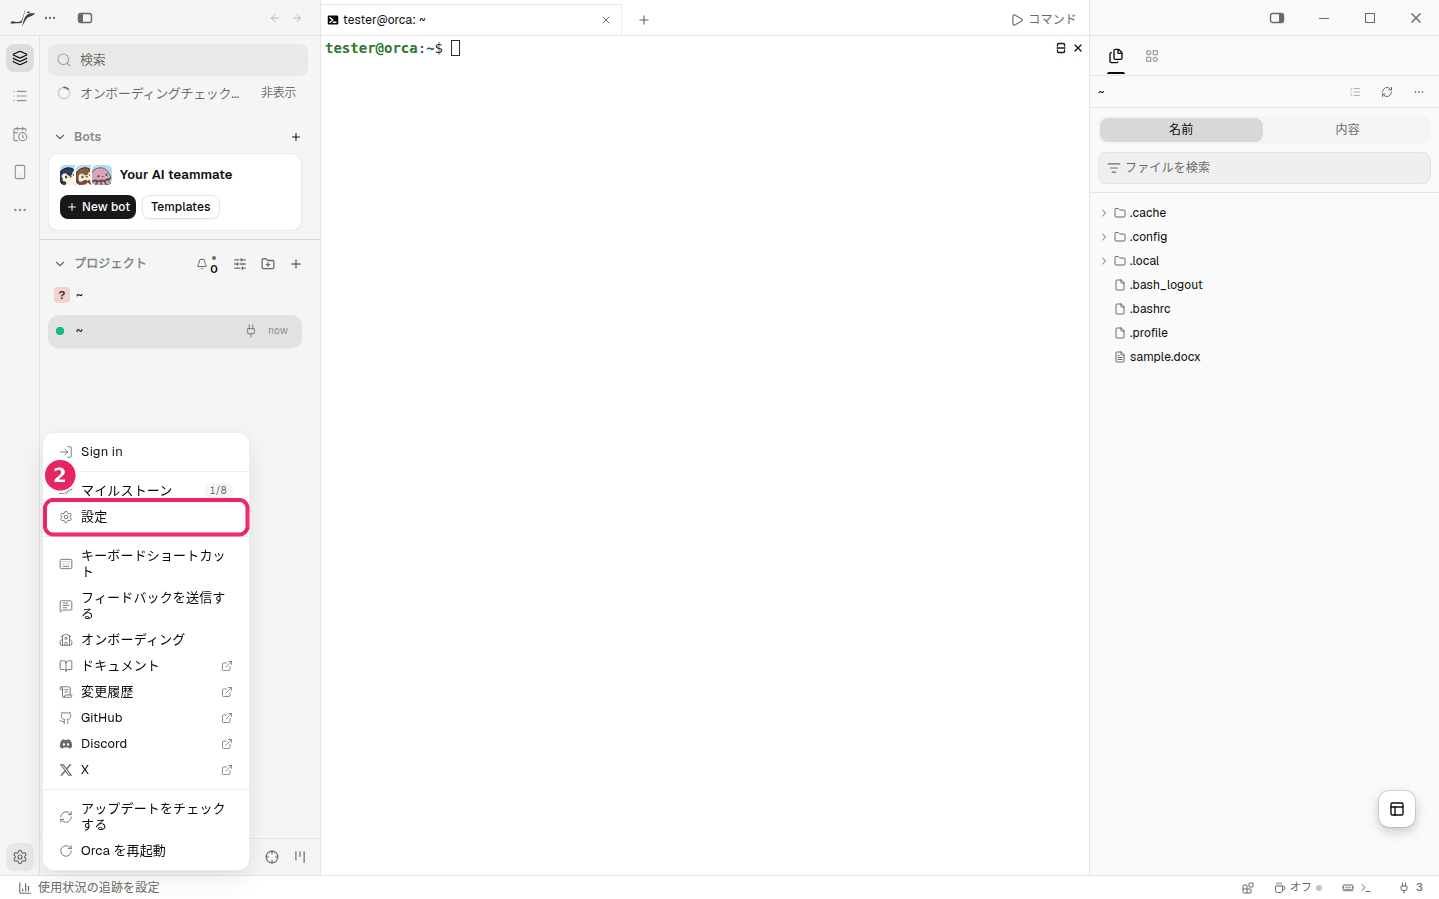 tester@orca: ~
コマンド
検索
tester@orca:~$
オンボーディングチェック...
非表示
Bots
Your AI teammate
New bot
Templates
プロジェクト
0
? ~
~
now
Sign in
2
マイルストーン
1/8
設定
キーボードショートカッ
ト
フィードバックを送信す
る
オンボーディング
ドキュメント
変更履歴
GitHub
Discord
X
アップデートをチェック
する
Orca を再起動
~
名前
内容
ファイルを検索
.cache
.config
.local
.bash_logout
.bashrc
.profile
sample.docx
使用状況の追跡を設定
オフ
3